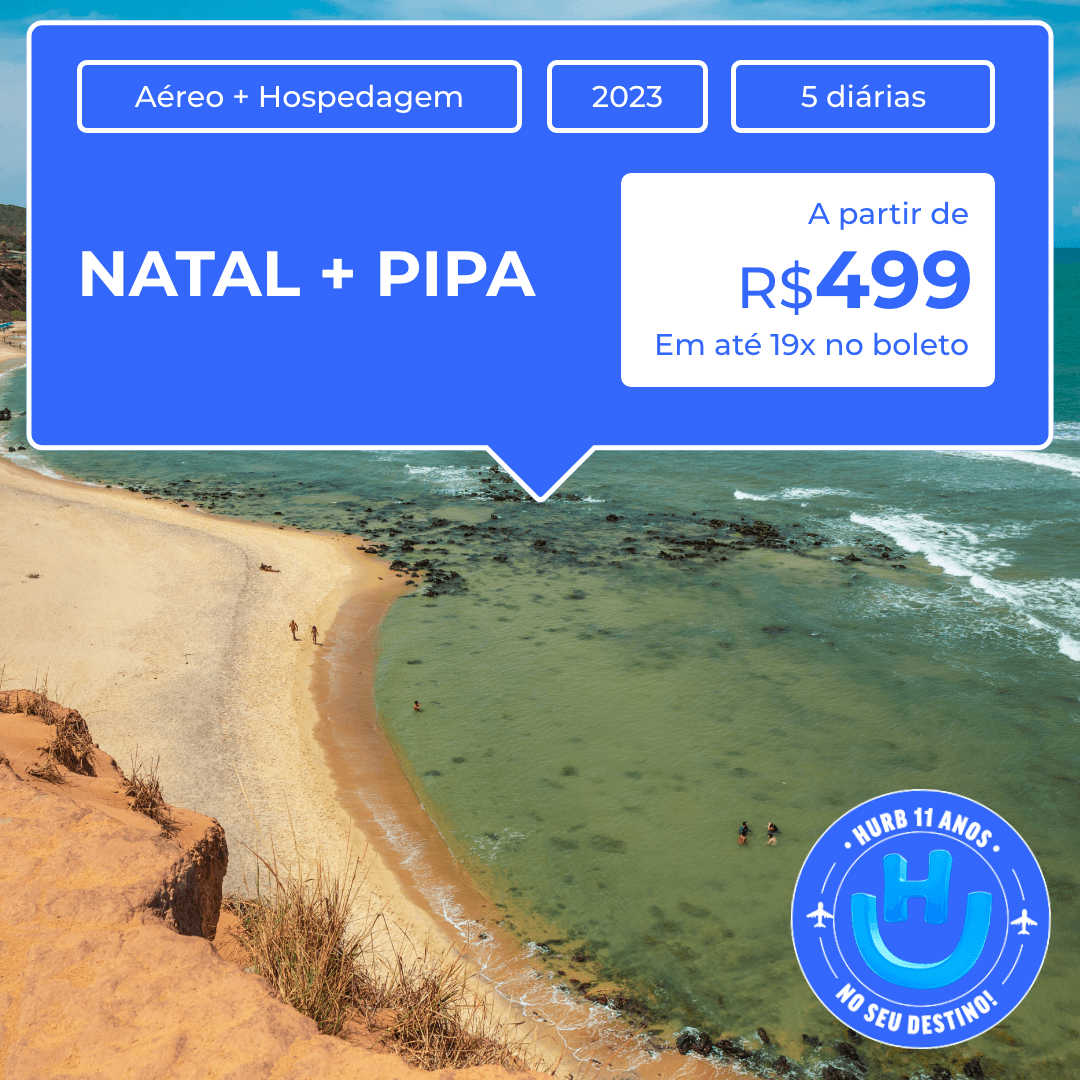 Aéreo + Hospedagem
2023
5 diárias
NATAL + PIPA
A partir de
R$499
Em até 19x no boleto
• HURB 11 ANOS •
HU
NO SEU DESTINO!